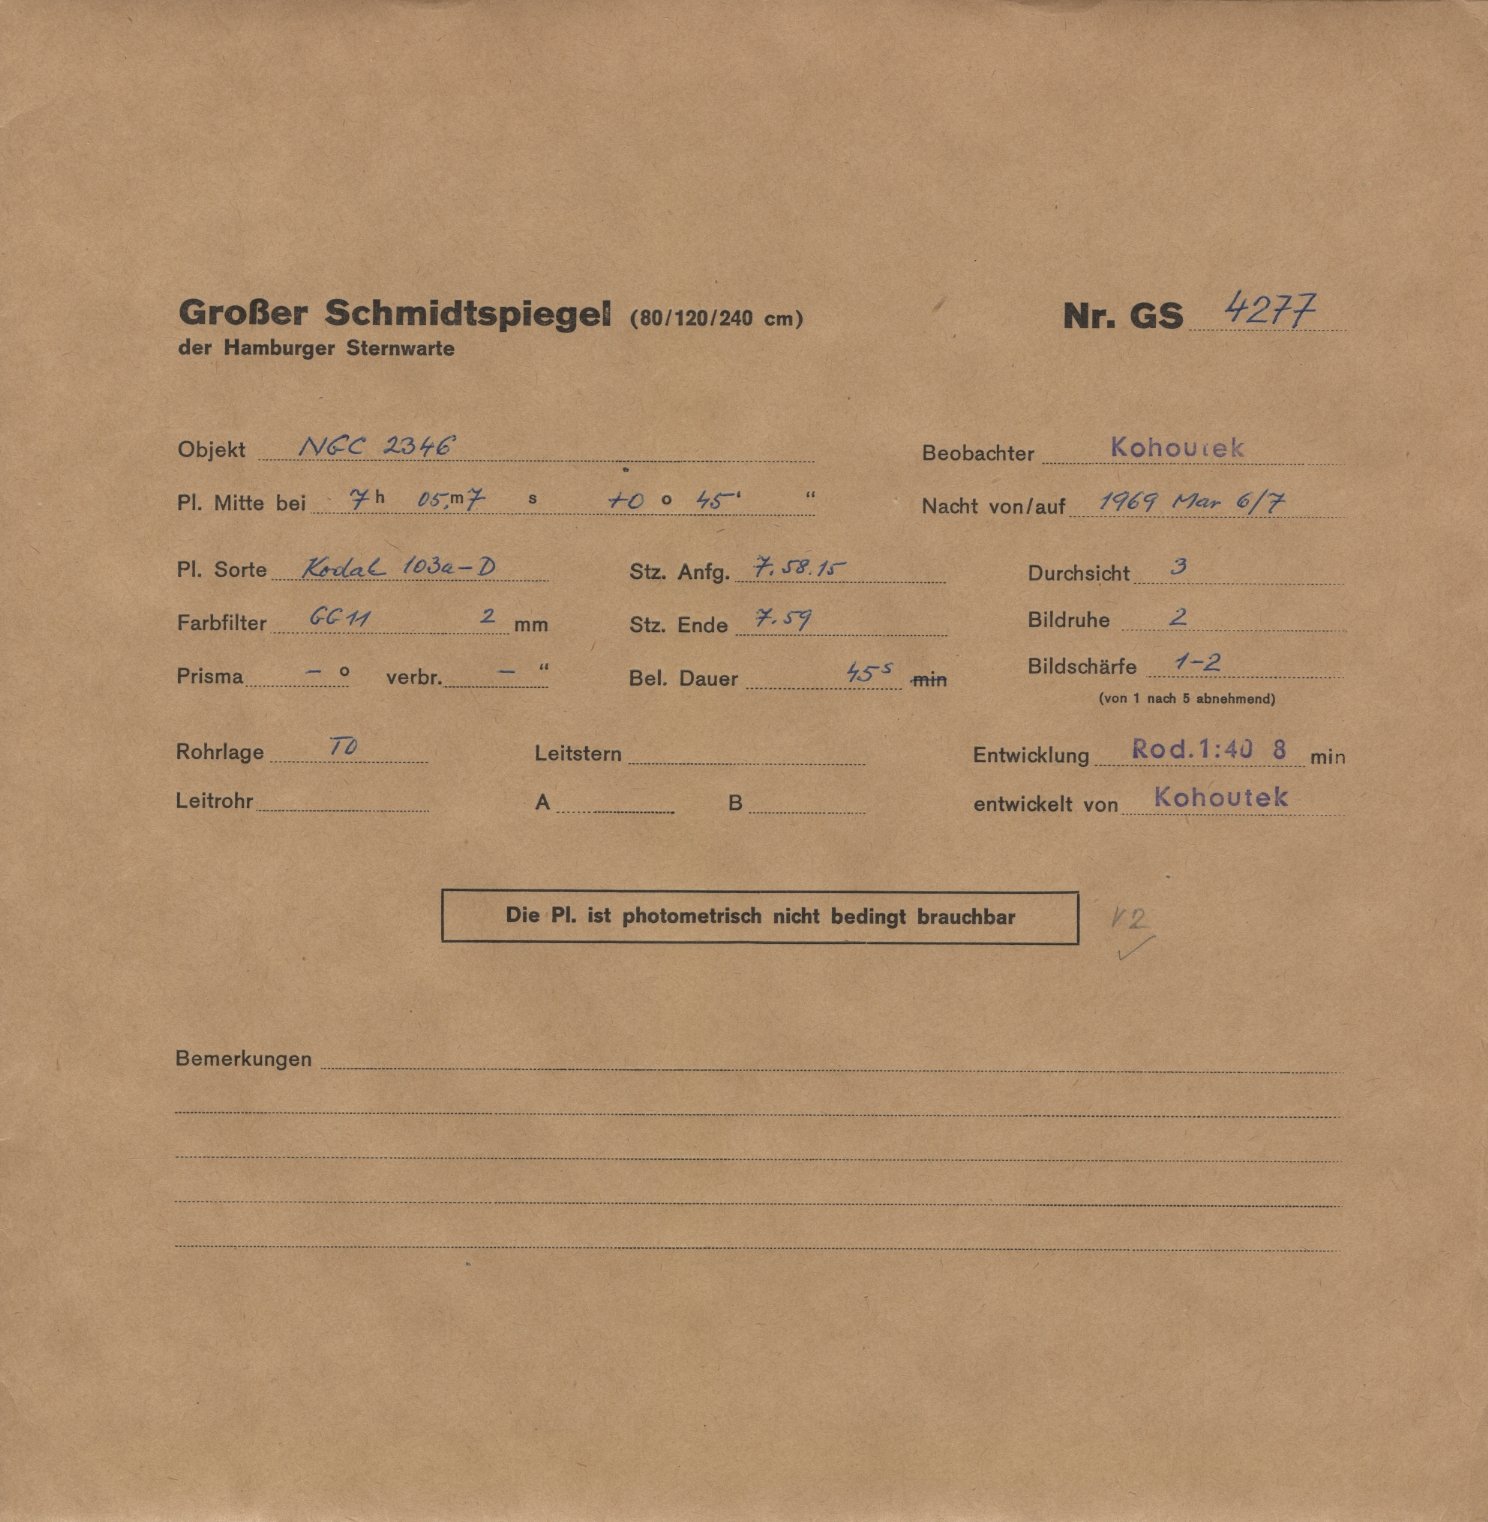 Großer Schmidtspiegel (80/120/240 cm) Nr. GS 4277
der Hamburger Sternwarte
Objekt NGC 2346 Beobachter Kohoutek
Pl. Mitte bei 7 h 05,m7 s +0 o 45' “ Nacht von/auf 1969 Mar 6/7
Pl. Sorte Kodak 103a-D Stz. Anfg. 7.58.15 Durchsicht 3
Farbfilter GG11 2 mm Stz. Ende 7.59 Bildruhe 2
Prisma – o verbr. – “ Bel. Dauer 45s min Bildschärfe 1-2
(von 1 nach 5 abnehmend)
Rohrlage TO Leitstern Entwicklung Rod.1:40 8 min
Leitrohr A B entwickelt von Kohoutek
Die Pl. ist photometrisch nicht bedingt brauchbar V2
Bemerkungen